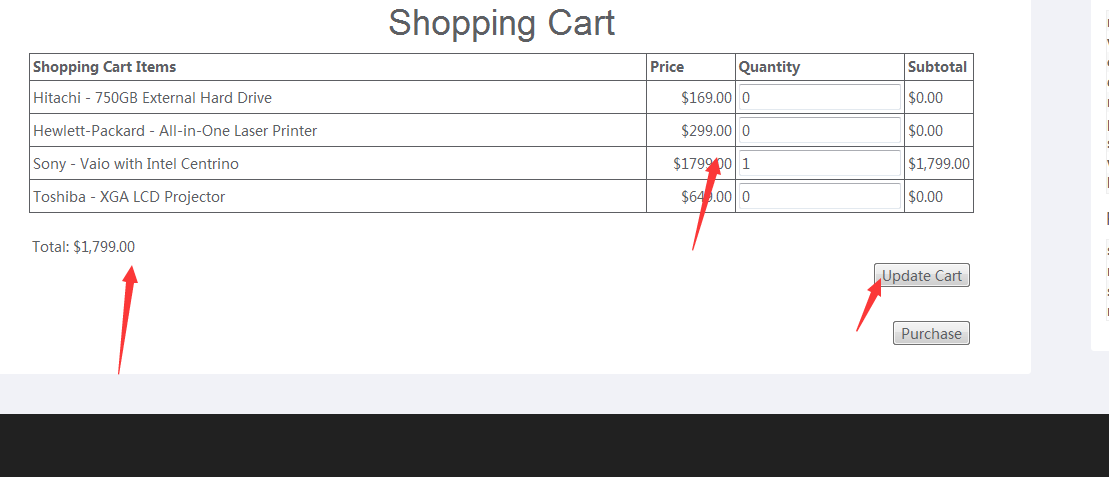 Shopping Cart
Shopping Cart Items Price Quantity Subtotal
Hitachi - 750GB External Hard Drive $169.00 0 $0.00
Hewlett-Packard - All-in-One Laser Printer $299.00 0 $0.00
Sony - Vaio with Intel Centrino $1799.00 1 $1,799.00
Toshiba - XGA LCD Projector $649.00 0 $0.00
Total: $1,799.00
Update Cart
Purchase